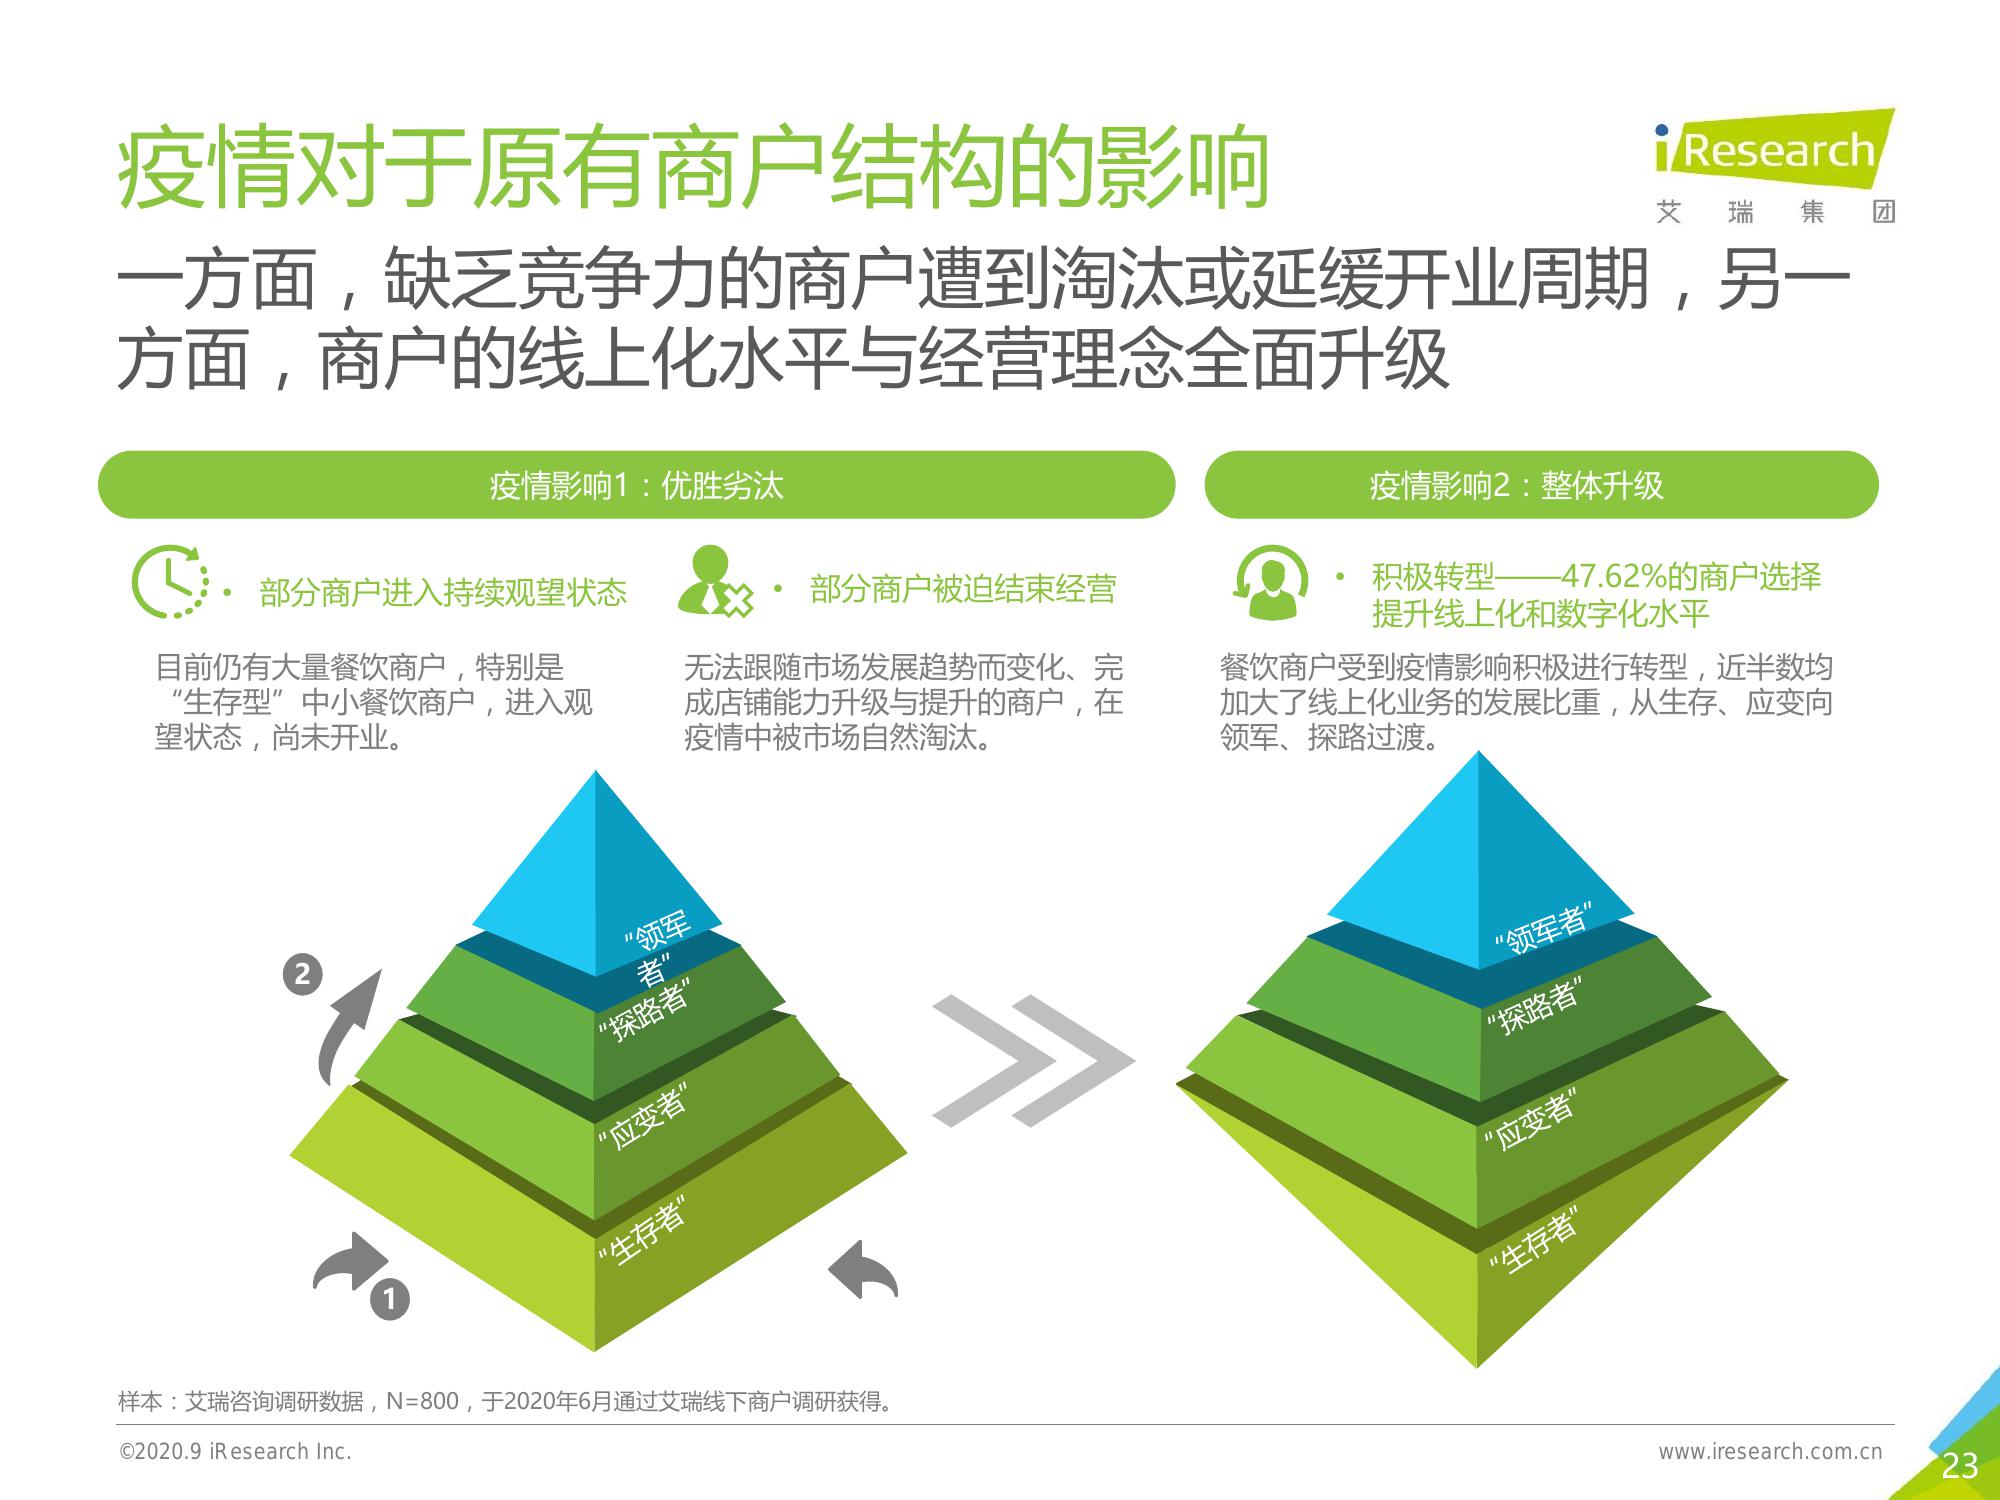 疫情对于原有商户结构的影响
iResearch
艾瑞集团
一方面，缺乏竞争力的商户遭到淘汰或延缓开业周期，另一
方面，商户的线上化水平与经营理念全面升级
疫情影响1：优胜劣汰
• 部分商户进入持续观望状态
目前仍有大量餐饮商户，特别是
“生存型”中小餐饮商户，进入观
望状态，尚未开业。
• 部分商户被迫结束经营
无法跟随市场发展趋势而变化、完
成店铺能力升级与提升的商户，在
疫情中被市场自然淘汰。
疫情影响2：整体升级
• 积极转型——47.62%的商户选择
提升线上化和数字化水平
餐饮商户受到疫情影响积极进行转型，近半数均
加大了线上化业务的发展比重，从生存、应变向
领军、探路过渡。
“领军
者”
“探路者”
“应变者”
“生存者”
2
1
“领军者”
“探路者”
“应变者”
“生存者”
样本：艾瑞咨询调研数据，N=800，于2020年6月通过艾瑞线下商户调研获得。
©2020.9 iResearch Inc.
www.iresearch.com.cn
23